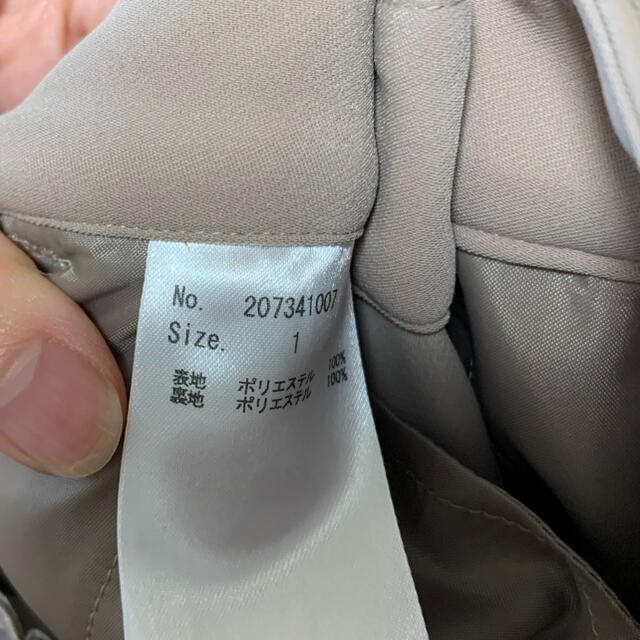 No. 207341007
Size. 1
表地 ポリエステル 100%
裏地 ポリエステル 100%